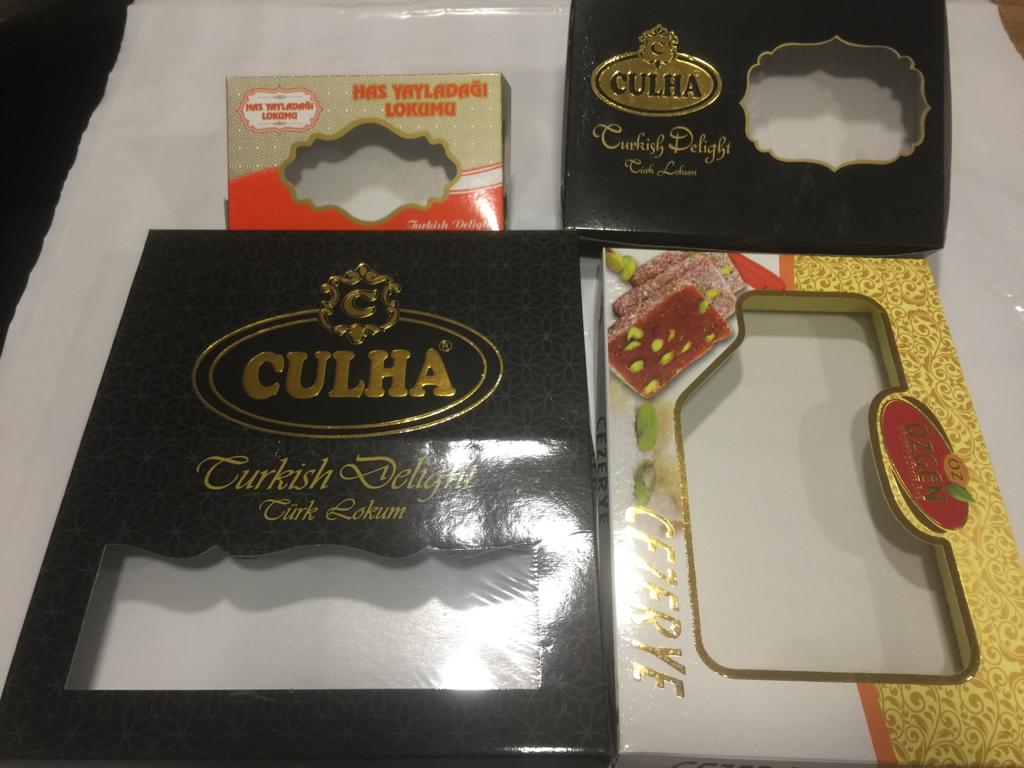 HAS YAYLADAĞI
LOKUMU
HAS YAYLADAĞI
LOKUMU
Turkish Delight
C
CULHA
Turkish Delight
Türk Lokum
C
CULHA®
Turkish Delight
Türk Lokum
CEZERYE
ÖZ
ÖZGEN
CEZERYE